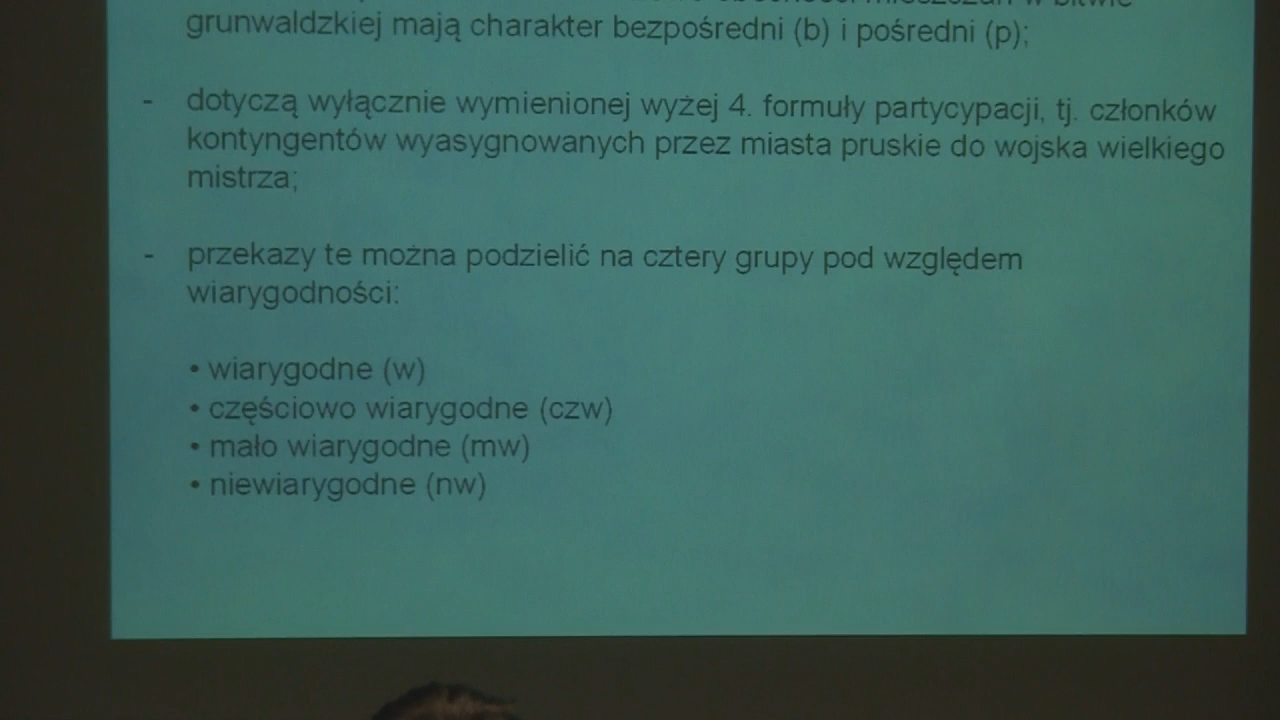 grunwaldzkiej mają charakter bezpośredni (b) i pośredni (p);
- dotyczą wyłącznie wymienionej wyżej 4. formuły partycypacji, tj. członków
kontyngentów wyasygnowanych przez miasta pruskie do wojska wielkiego
mistrza;
- przekazy te można podzielić na cztery grupy pod względem
wiarygodności:
• wiarygodne (w)
• częściowo wiarygodne (czw)
• mało wiarygodne (mw)
• niewiarygodne (nw)